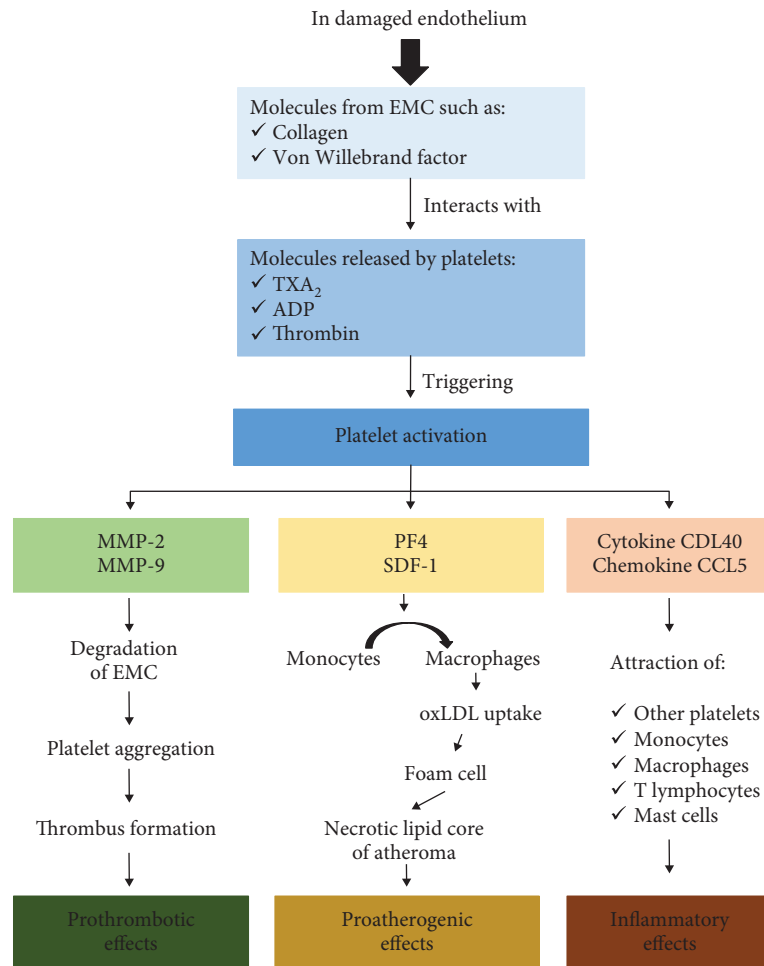 In damaged endothelium
Molecules from EMC such as:
✓ Collagen
✓ Von Willebrand factor
Interacts with
Molecules released by platelets:
✓ TXA₂
✓ ADP
✓ Thrombin
Triggering
Platelet activation
MMP-2
MMP-9
Degradation
of EMC
Platelet aggregation
Thrombus formation
Prothrombotic
effects
PF4
SDF-1
Monocytes
Macrophages
oxLDL uptake
Foam cell
Necrotic lipid core
of atheroma
Proatherogenic
effects
Cytokine CDL40
Chemokine CCL5
Attraction of:
✓ Other platelets
✓ Monocytes
✓ Macrophages
✓ T lymphocytes
✓ Mast cells
Inflammatory
effects